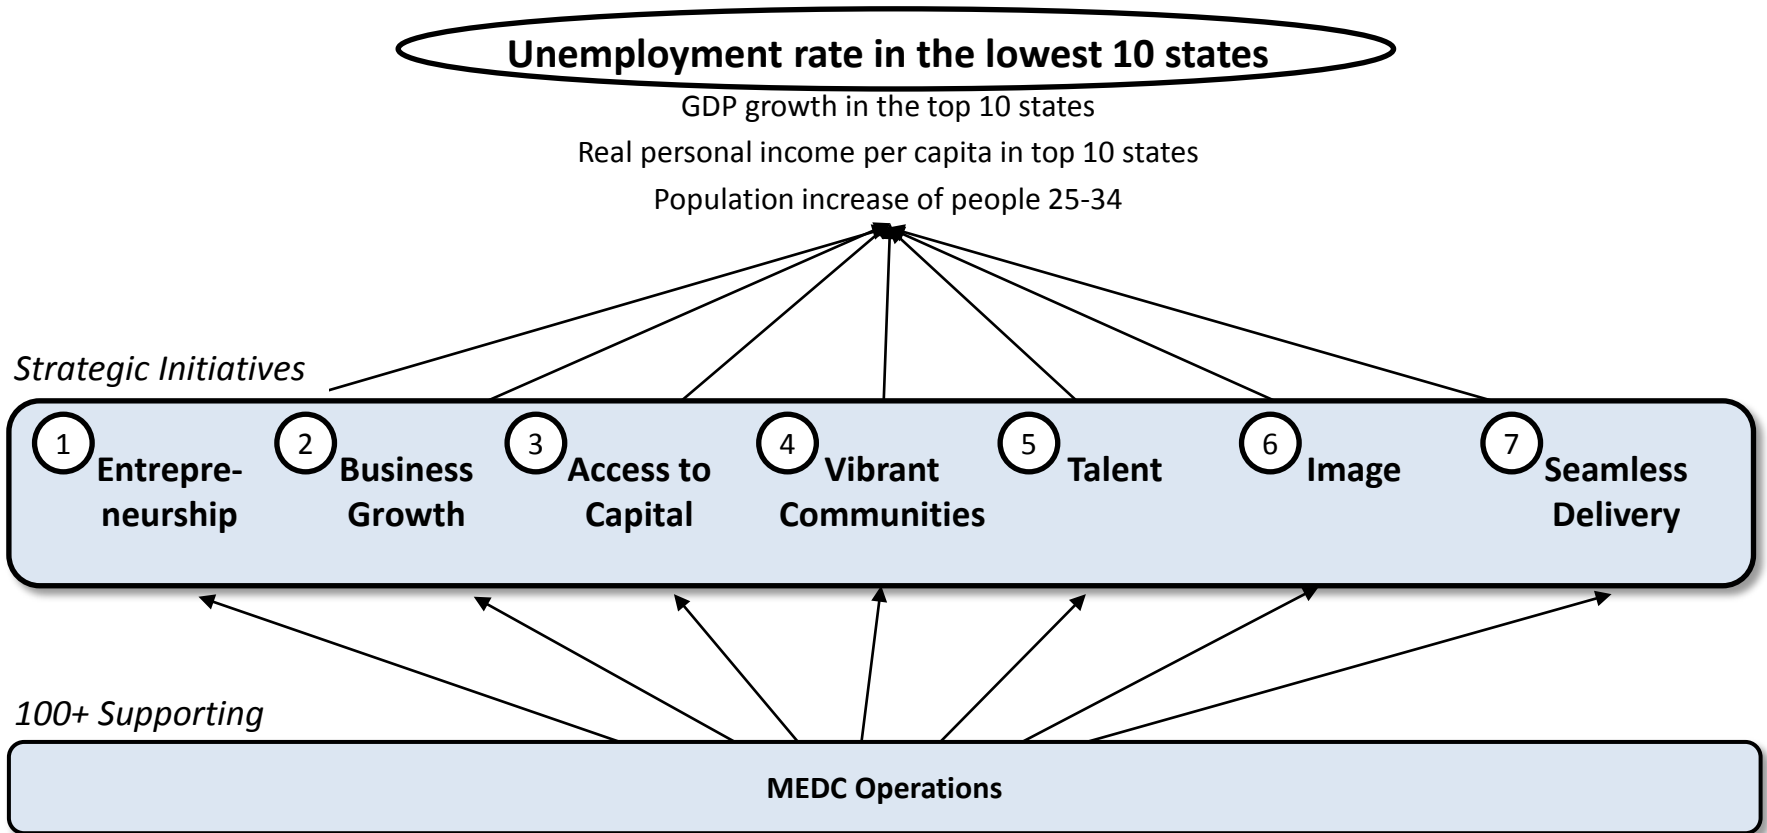 Unemployment rate in the lowest 10 states
GDP growth in the top 10 states
Real personal income per capita in top 10 states
Population increase of people 25-34
Strategic Initiatives
1
Entrepre-
neurship
2
Business
Growth
3
Access to
Capital
4
Vibrant
Communities
5
Talent
6
Image
7
Seamless
Delivery
100+ Supporting
MEDC Operations